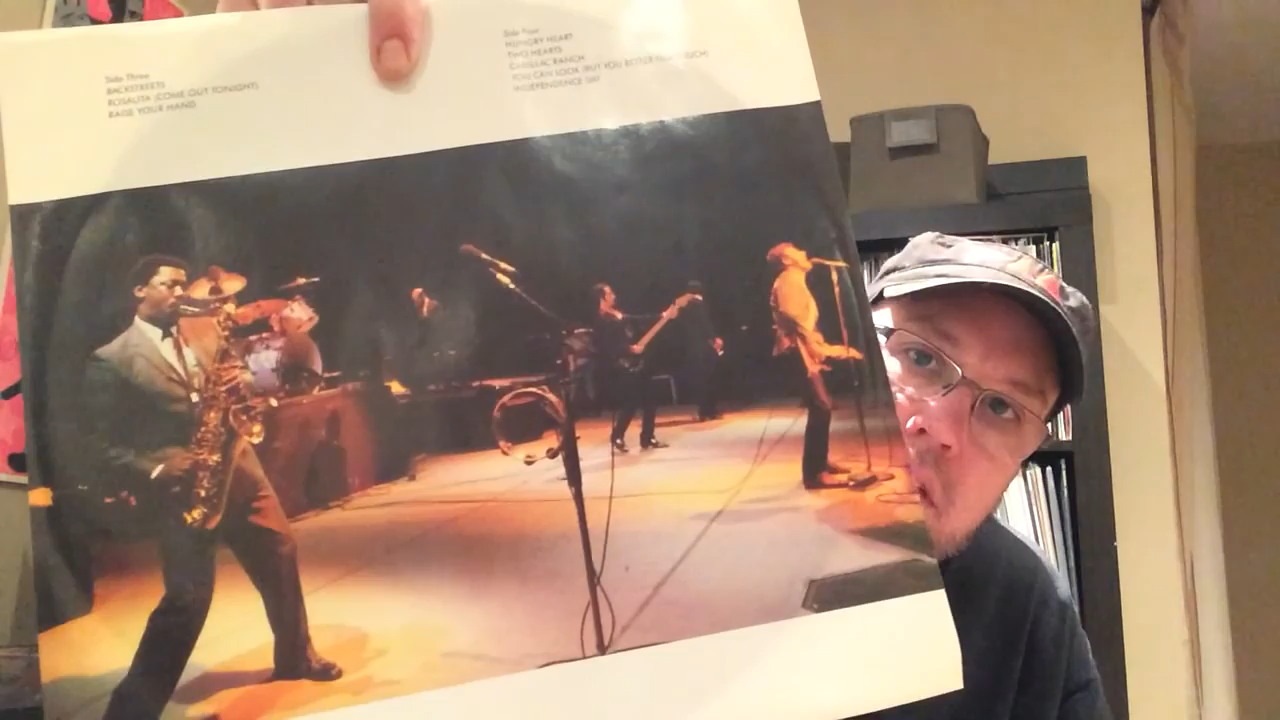 Side Three
BACKSTREETS
ROSALITA (COME OUT TONIGHT)
RAISE YOUR HAND
Side Four
HUNGRY HEART
TWO HEARTS
CADILLAC RANCH
YOU CAN LOOK (BUT YOU BETTER NOT TOUCH)
INDEPENDENCE DAY